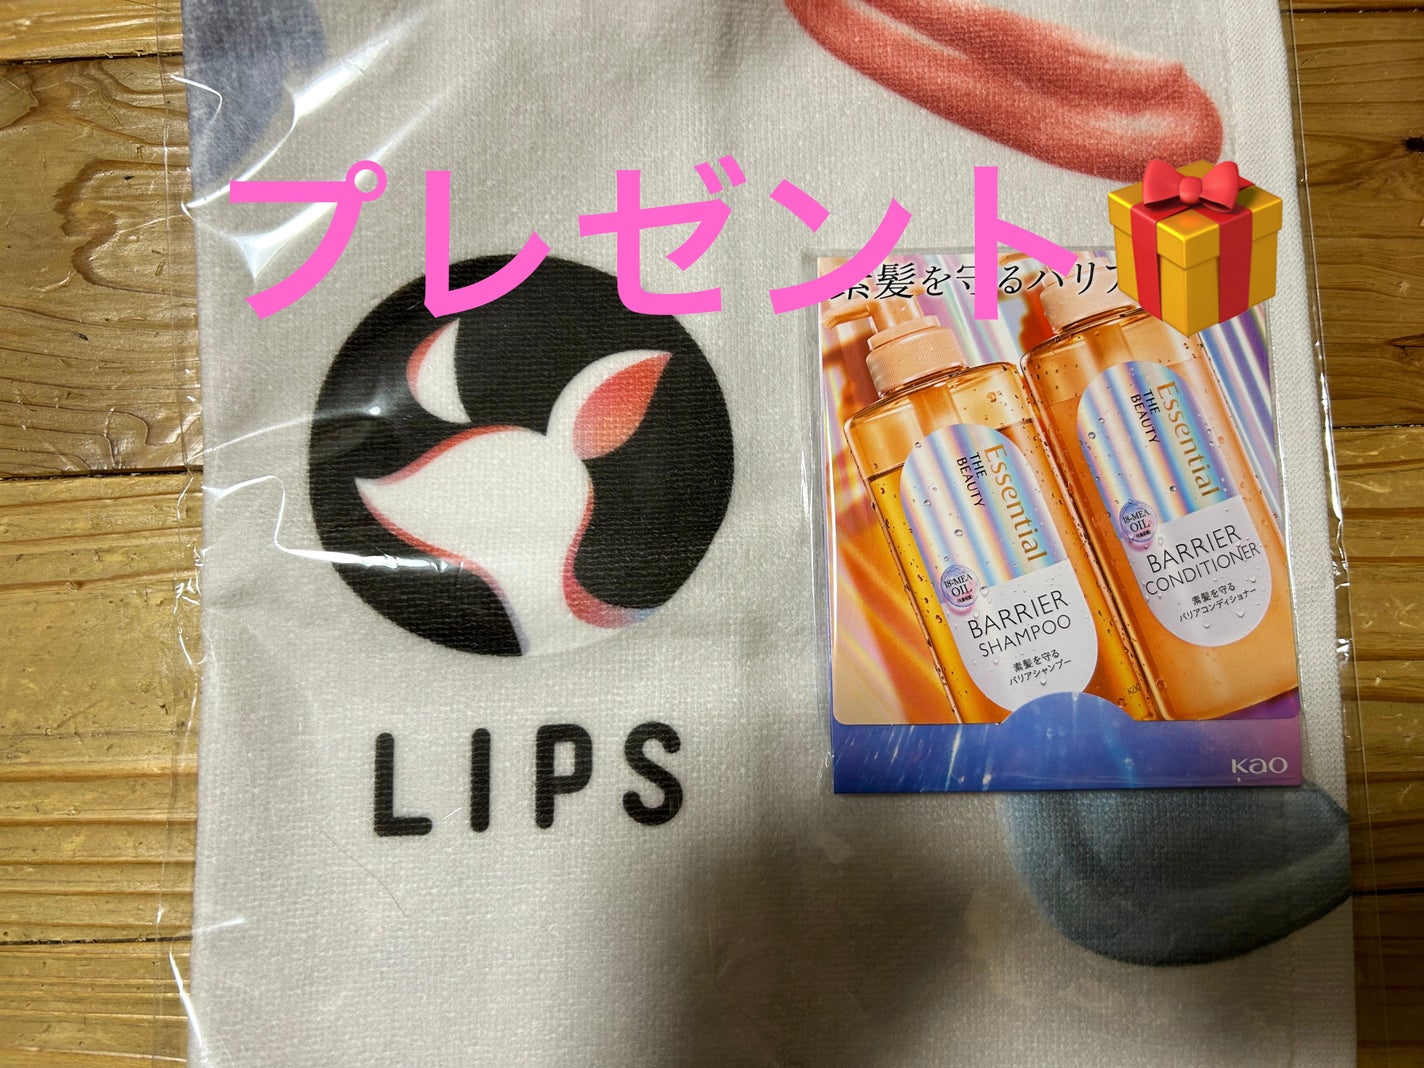 プレゼント
素髪を守るバリア
Essential
THE
BEAUTY
18-MEA
OIL
BARRIER
SHAMPOO
素髪を守る
バリアシャンプー
Essential
THE
BEAUTY
18-MEA
OIL
BARRIER
CONDITIONER
素髪を守る
バリアコンディショナー
Kao
Kao
LIPS